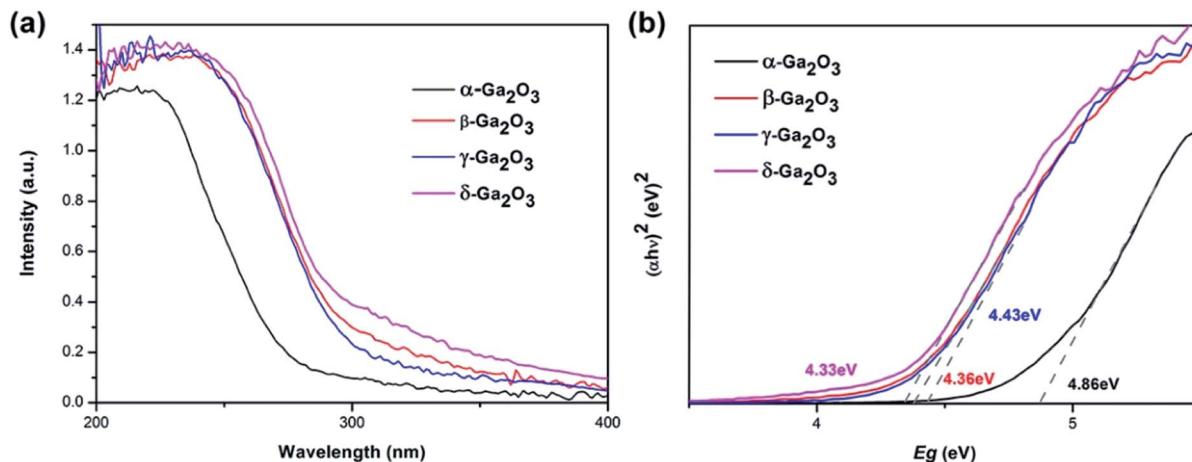 (a)
1.4
1.2
1.0
0.8
0.6
0.4
0.2
0.0
Intensity (a.u.)
α-Ga2O3
β-Ga2O3
γ-Ga2O3
δ-Ga2O3
200
250
300
350
400
Wavelength (nm)
(b)
(αhν)2 (eV)2
α-Ga2O3
β-Ga2O3
γ-Ga2O3
δ-Ga2O3
4.43eV
4.33eV
4.36eV
4.86eV
4
5
Eg (eV)